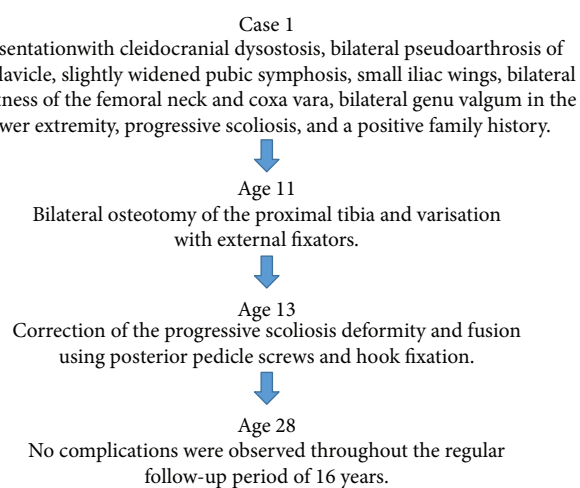 Case 1
sentationwith cleidocranial dysostosis, bilateral pseudoarthrosis of
lavicle, slightly widened pubic symphosis, small iliac wings, bilateral
tness of the femoral neck and coxa vara, bilateral genu valgum in the
wer extremity, progressive scoliosis, and a positive family history.
Age 11
Bilateral osteotomy of the proximal tibia and varisation
with external fixators.
Age 13
Correction of the progressive scoliosis deformity and fusion
using posterior pedicle screws and hook fixation.
Age 28
No complications were observed throughout the regular
follow-up period of 16 years.